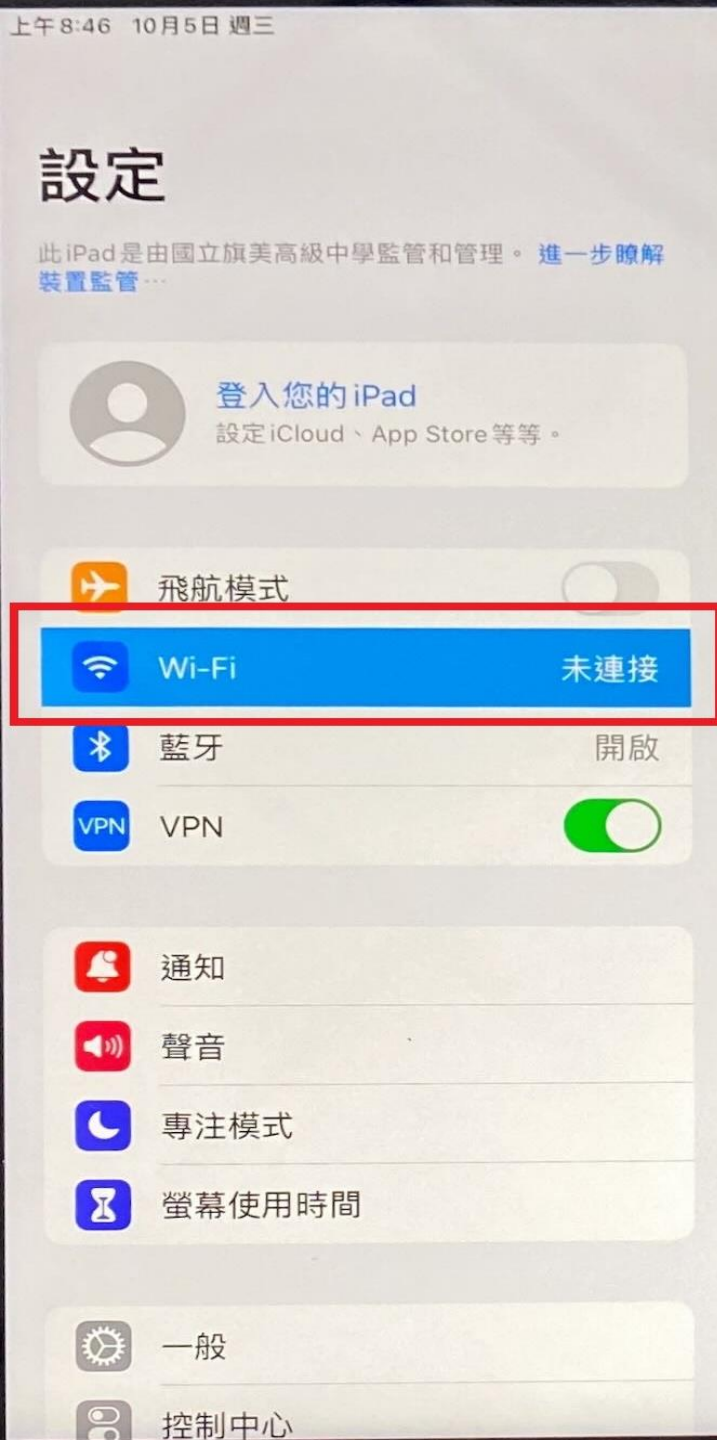 上午8:46 10月5日 週三
設定
此iPad是由國立旗美高級中學監管和管理。進一步瞭解
裝置監管…
登入您的iPad
設定iCloud、App Store等等。
飛航模式
Wi-Fi 未連接
藍牙 開啟
VPN VPN
通知
聲音
專注模式
螢幕使用時間
一般
控制中心